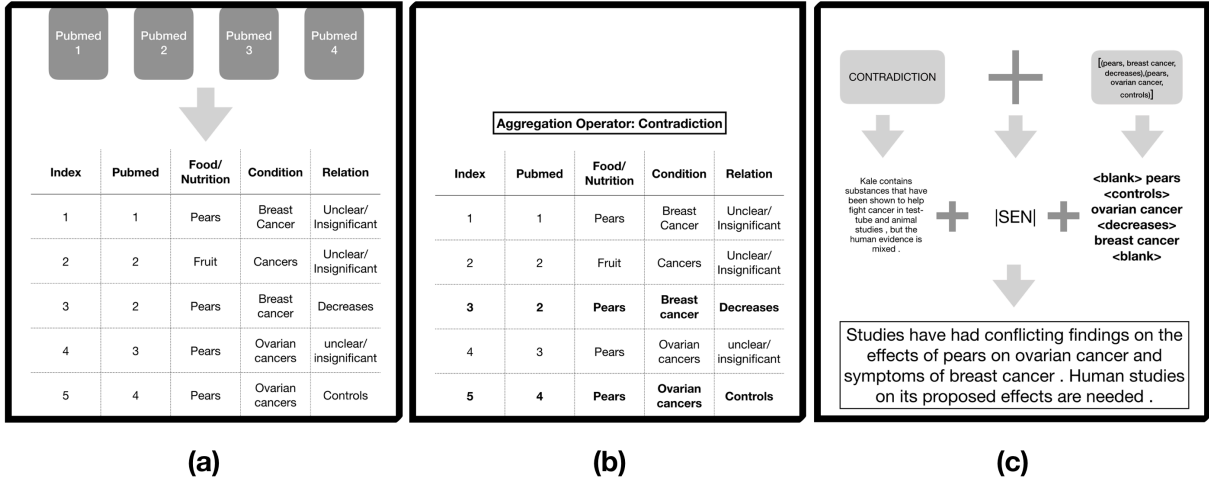 Pubmed
1
Pubmed
2
Pubmed
3
Pubmed
4
Index Pubmed Food/
Nutrition Condition Relation
1 1 Pears Breast
Cancer Unclear/
Insignificant
2 2 Fruit Cancers Unclear/
Insignificant
3 2 Pears Breast
cancer Decreases
4 3 Pears Ovarian
cancers unclear/
insignificant
5 4 Pears Ovarian
cancers Controls
(a)
Aggregation Operator: Contradiction
Index Pubmed Food/
Nutrition Condition Relation
1 1 Pears Breast
Cancer Unclear/
Insignificant
2 2 Fruit Cancers Unclear/
Insignificant
3 2 Pears Breast
cancer Decreases
4 3 Pears Ovarian
cancers unclear/
insignificant
5 4 Pears Ovarian
cancers Controls
(b)
CONTRADICTION
[(pears, breast cancer,
decreases),(pears,
ovarian cancer,
controls)]
Kale contains
substances that have
been shown to help
fight cancer in test-
tube and animal
studies , but the
human evidence is
mixed .
|SEN|
<blank> pears
<controls>
ovarian cancer
<decreases>
breast cancer
<blank>
Studies have had conflicting findings on the
effects of pears on ovarian cancer and
symptoms of breast cancer . Human studies
on its proposed effects are needed .
(c)